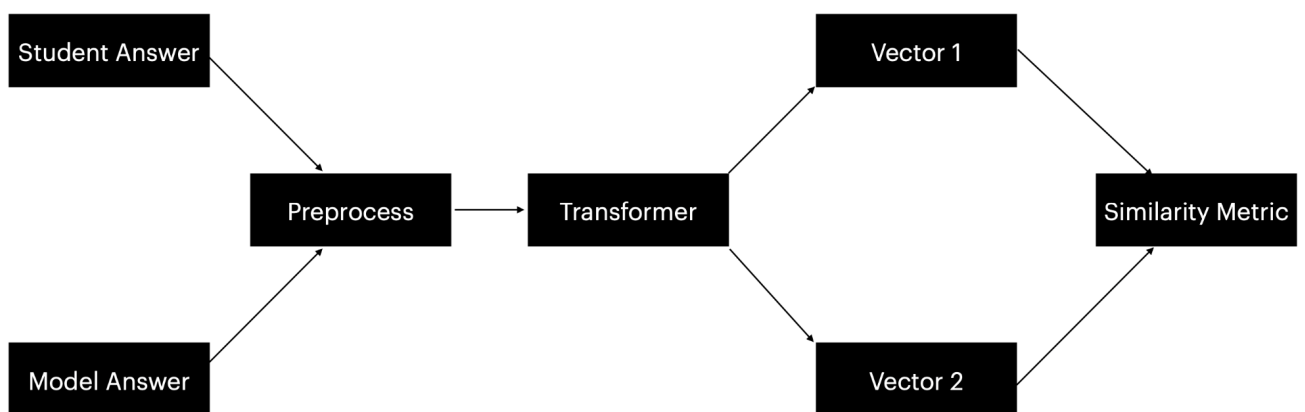 Student Answer
Vector 1
Preprocess
Transformer
Similarity Metric
Model Answer
Vector 2